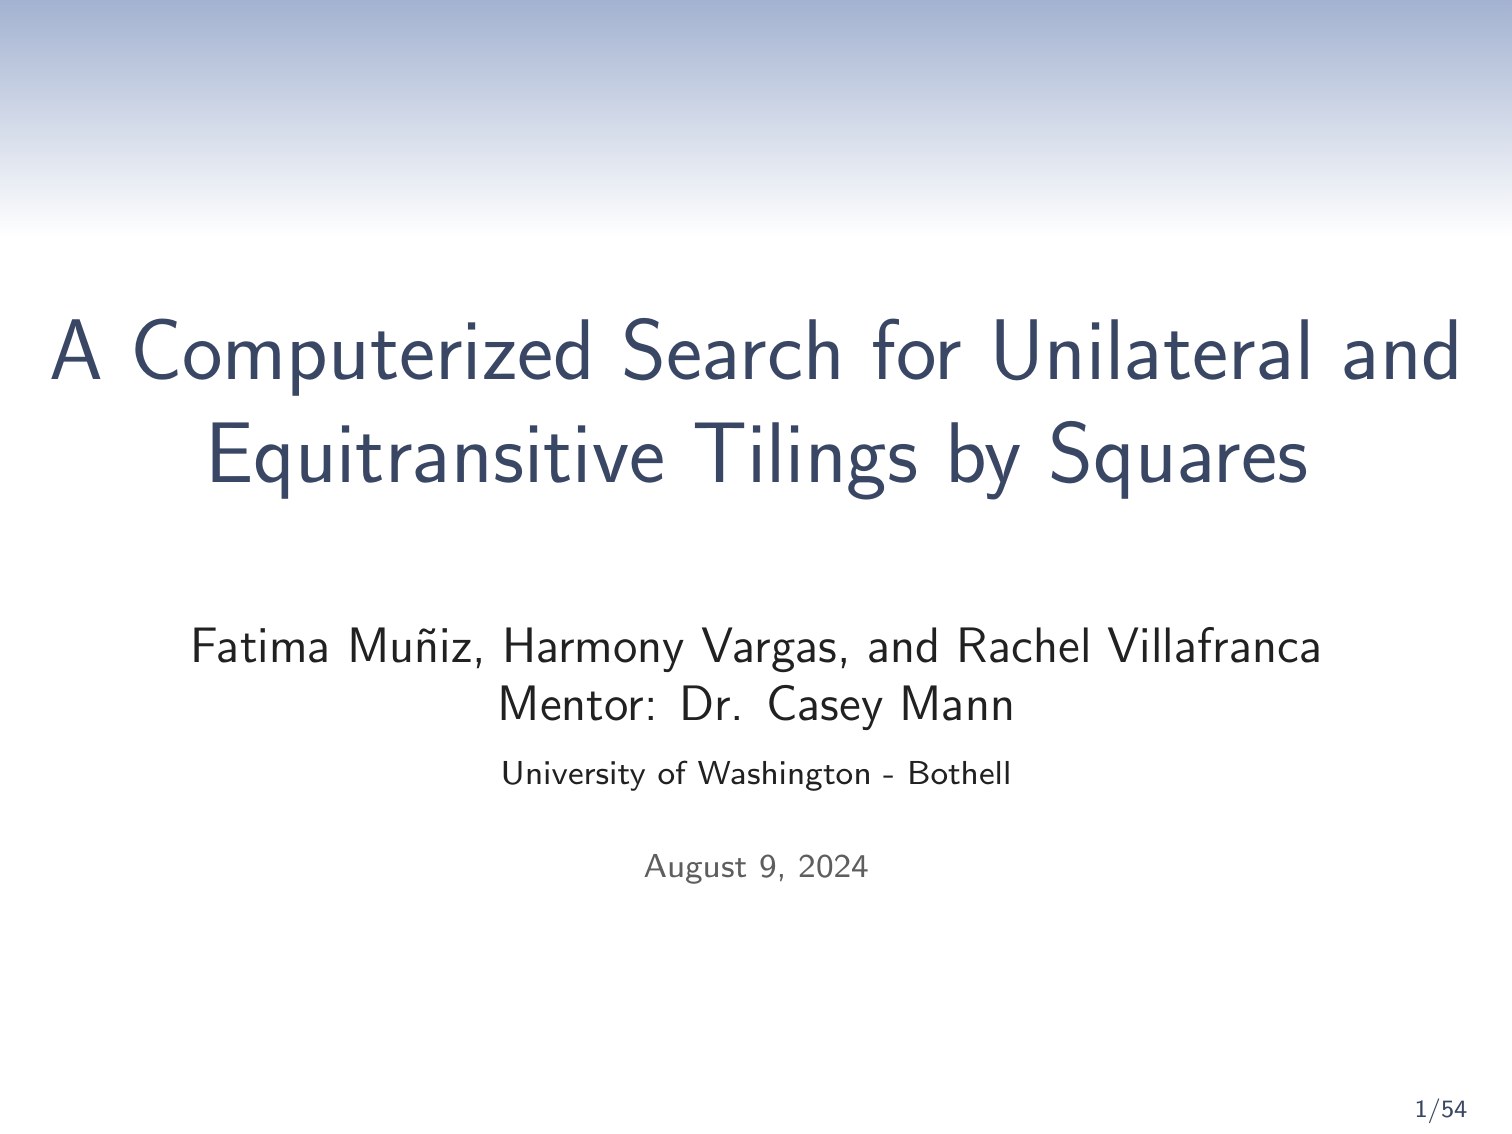 A Computerized Search for Unilateral and
Equitransitive Tilings by Squares
Fatima Muñiz, Harmony Vargas, and Rachel Villafranca
Mentor: Dr. Casey Mann
University of Washington - Bothell
August 9, 2024
1/54